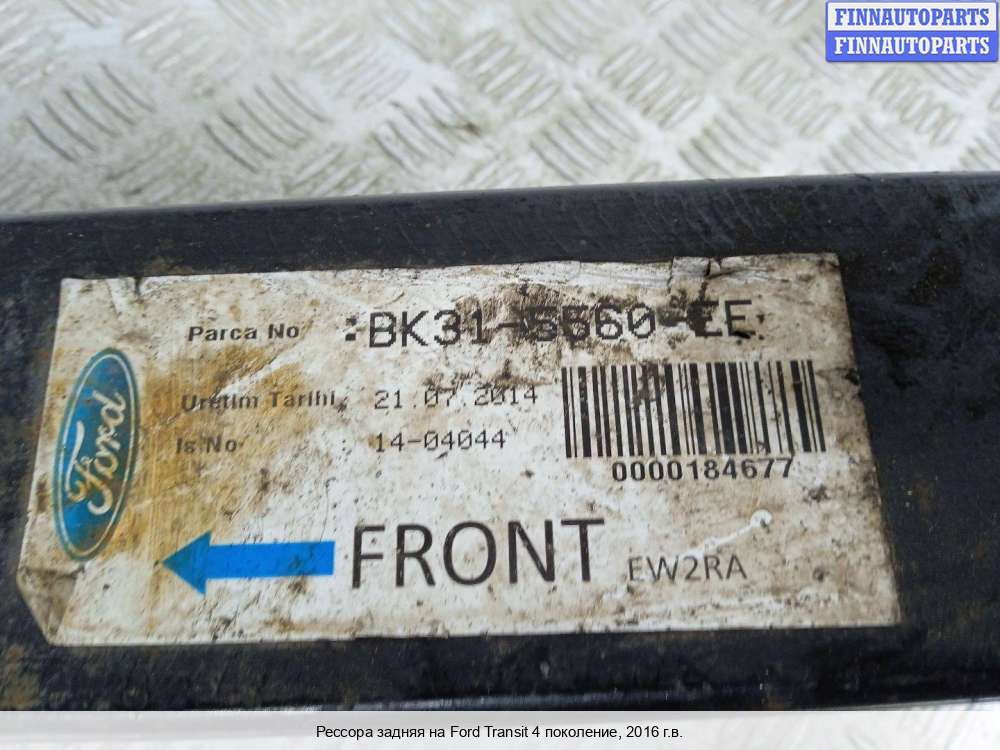 FINNAUTOPARTS
FINNAUTOPARTS
Parca No :BK31-5560-EE
Uretim Tarihi : 21.07.2014
Is No : 14-04044
0000184677
Ford
FRONT EW2RA
Рессора задняя на Ford Transit 4 поколение, 2016 г.в.